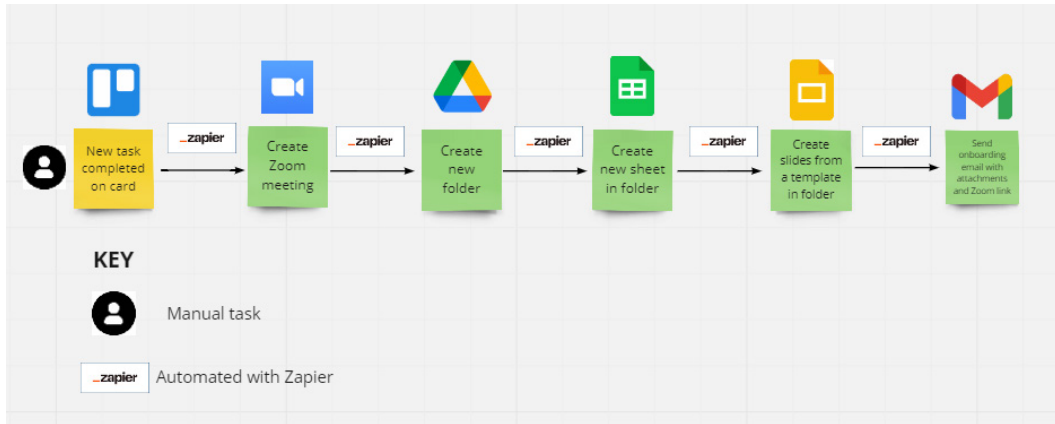 _zapier
_zapier
_zapier
_zapier
_zapier
New task
completed
on card
Create
Zoom
meeting
Create
new
folder
Create
new sheet
in folder
Create
slides from
a template
in folder
Send
onboarding
email with
attachments
and Zoom link
KEY
Manual task
_zapier
Automated with Zapier